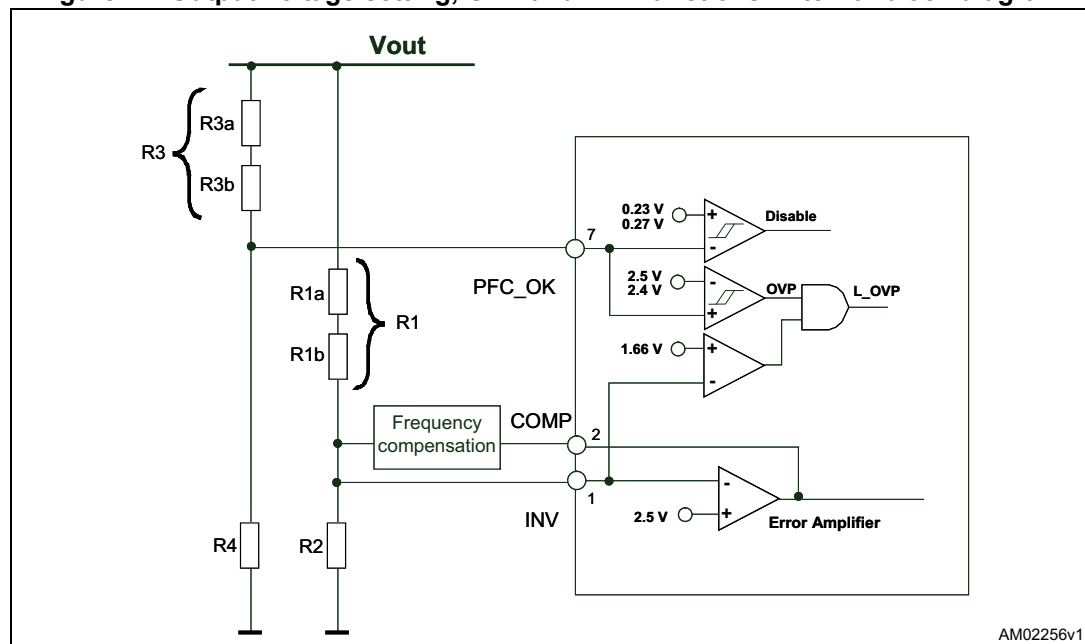 Vout
R3a
R3
R3b
0.23 V
0.27 V
Disable
7
PFC_OK
2.5 V
2.4 V
OVP
L_OVP
R1a
R1
R1b
1.66 V
Frequency
compensation
COMP
2
1
INV
2.5 V
Error Amplifier
R4
R2
AM02256v1